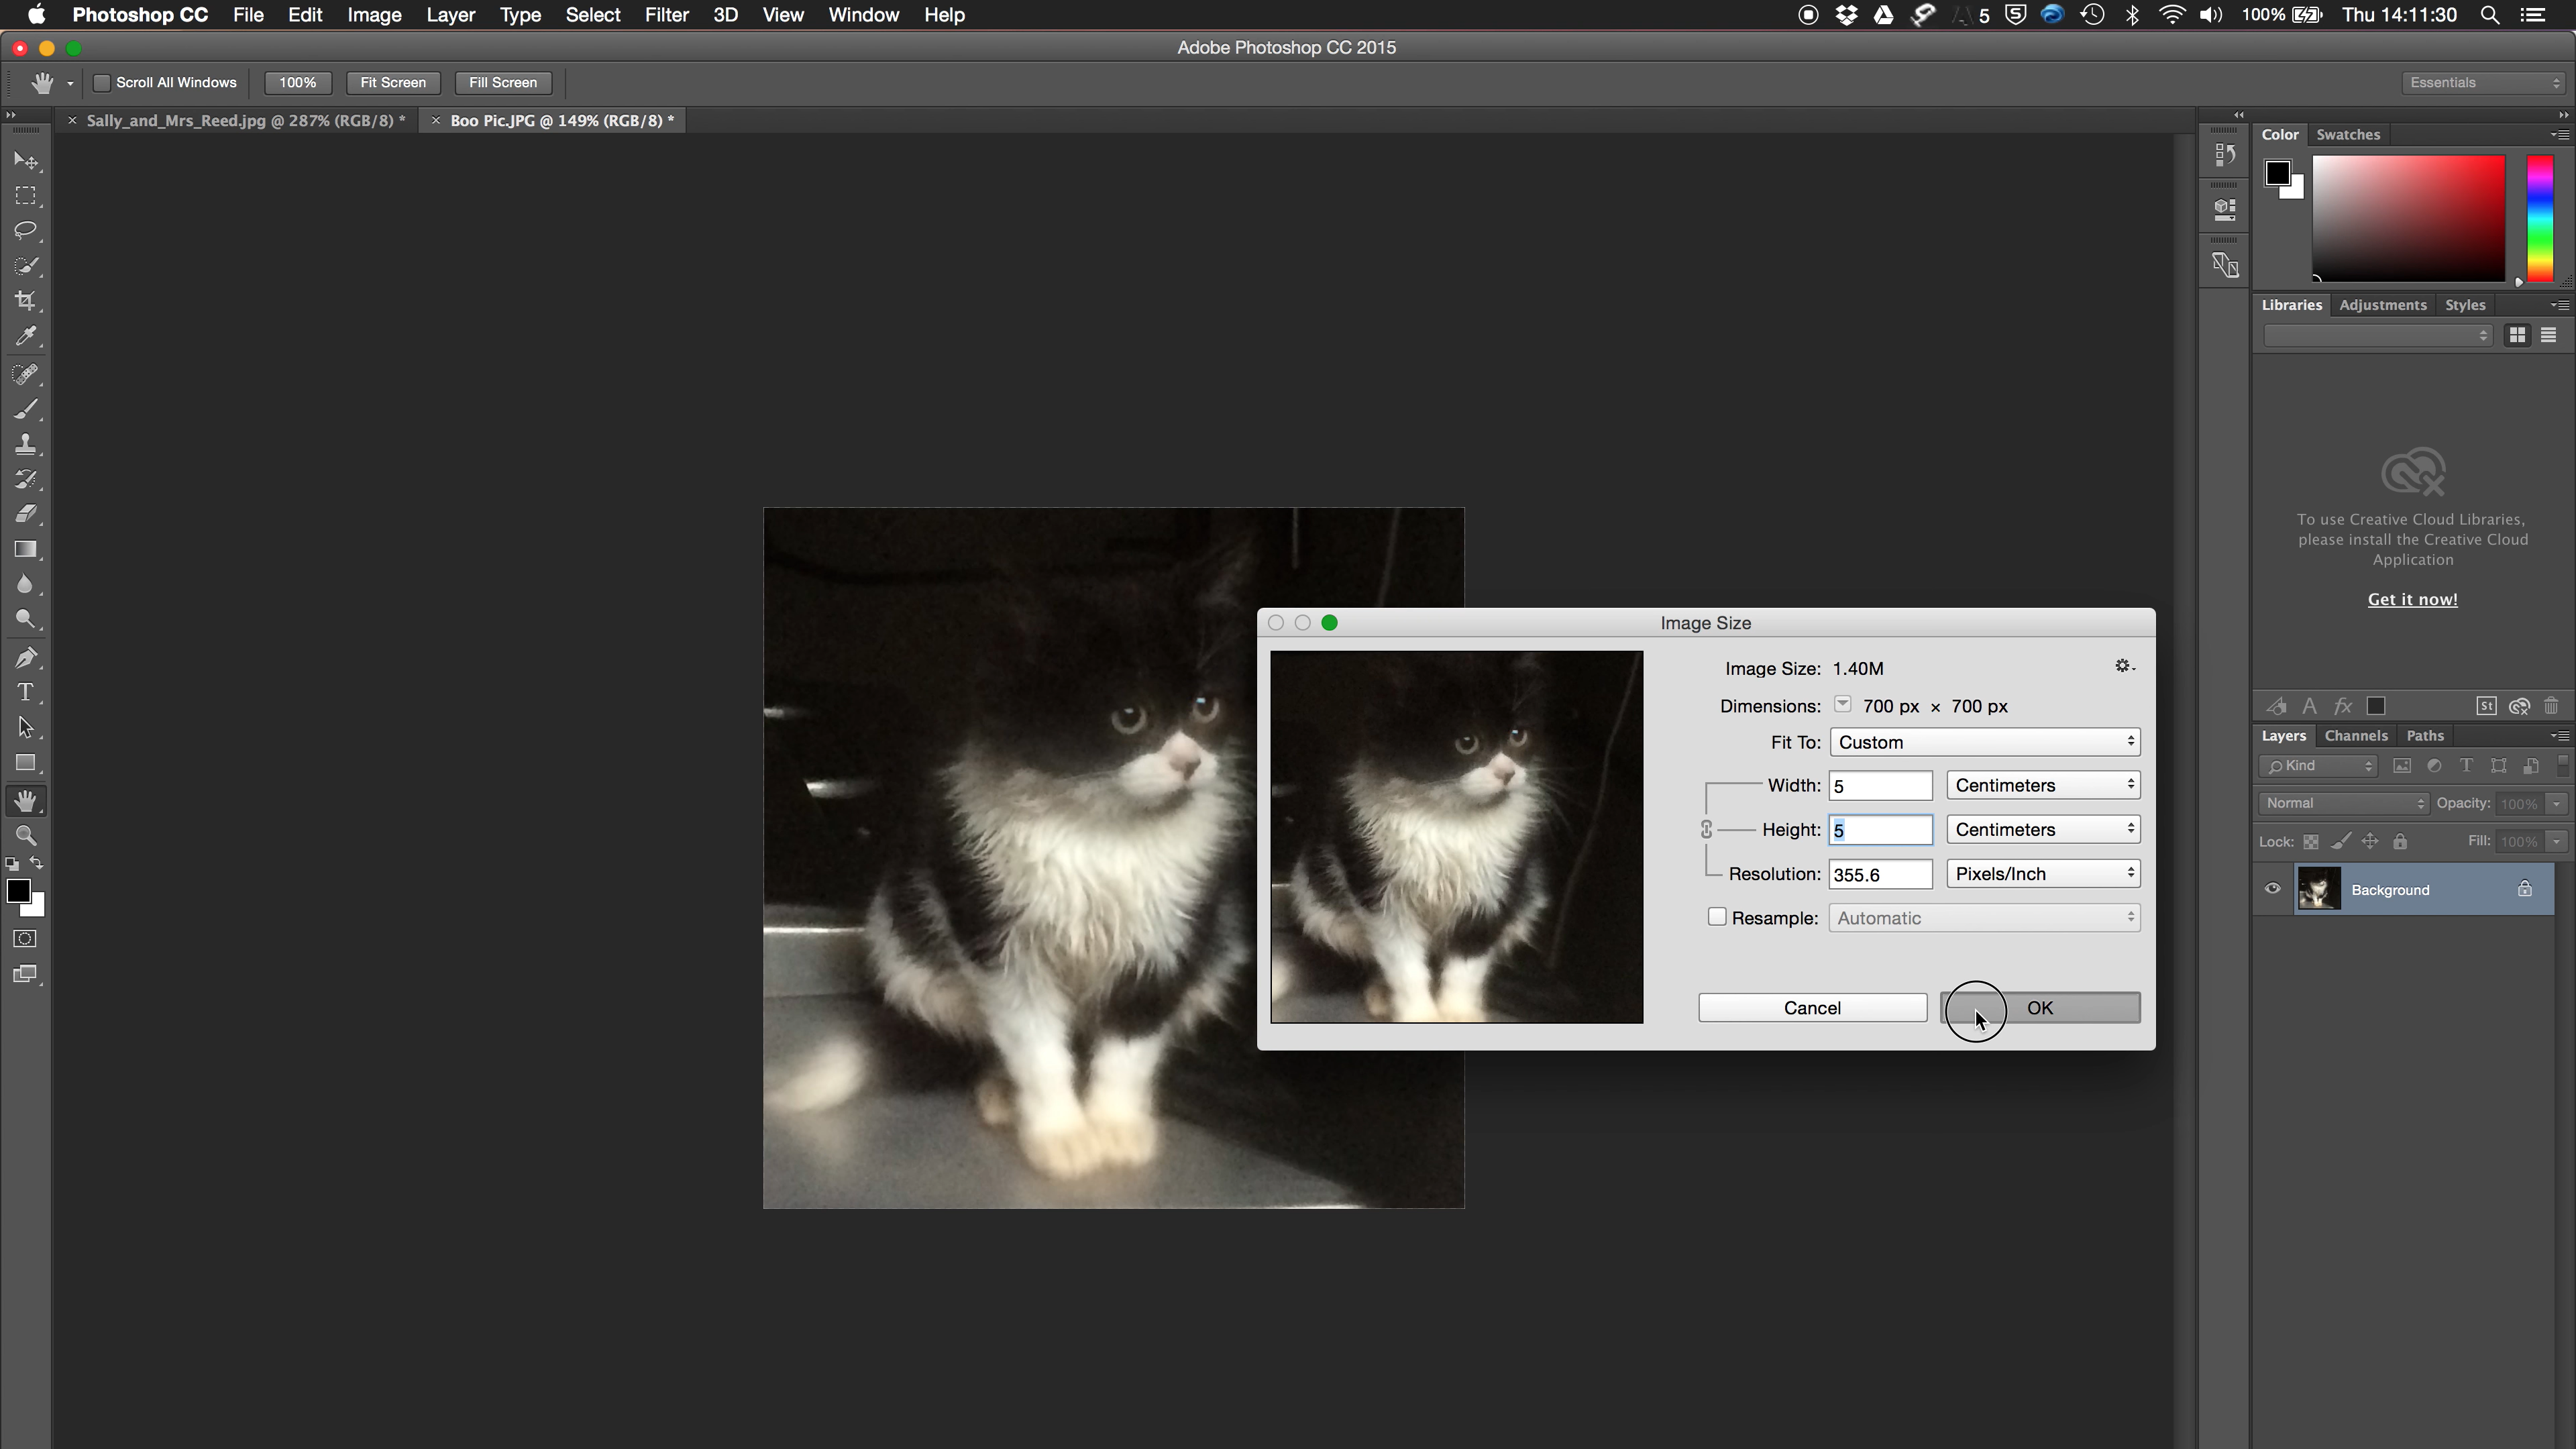 Photoshop CC File Edit Image Layer Type Select Filter 3D View Window Help 5 100% Thu 14:11:30
Adobe Photoshop CC 2015
Scroll All Windows 100% Fit Screen Fill Screen Essentials
× Sally_and_Mrs_Reed.jpg @ 287% (RGB/8) * × Boo Pic.JPG @ 149% (RGB/8) *
Color Swatches
Libraries Adjustments Styles
To use Creative Cloud Libraries,
please install the Creative Cloud
Application
Get it now!
Image Size
Image Size: 1.40M
Dimensions: 700 px × 700 px
Fit To: Custom
Width: 5 Centimeters
Height: 5 Centimeters
Resolution: 355.6 Pixels/Inch
Resample: Automatic
Cancel OK
A fx St
Layers Channels Paths
Kind T
Normal Opacity: 100%
Lock: Fill: 100%
Background
T